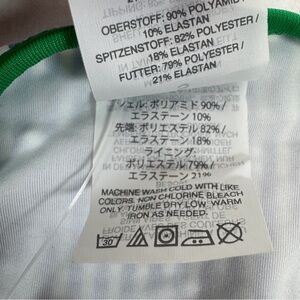 OBERSTOFF: 90% POLYAMID/
10% ELASTAN
SPITZENSTOFF: 82% POLYESTER /
18% ELASTAN
FUTTER: 79% POLYESTER /
21% ELASTAN
シェル: ポリアミド 90%/
エラステーン 10%
先端: ポリエステル 82%/
エラステーン 18%
ライニング:
ポリエステル 79%/
エラステーン 21%
MACHINE WASH COLD WITH LIKE
COLORS. NON CHLORINE BLEACH
ONLY. TUMBLE DRY LOW. WARM
IRON AS NEEDED.
30